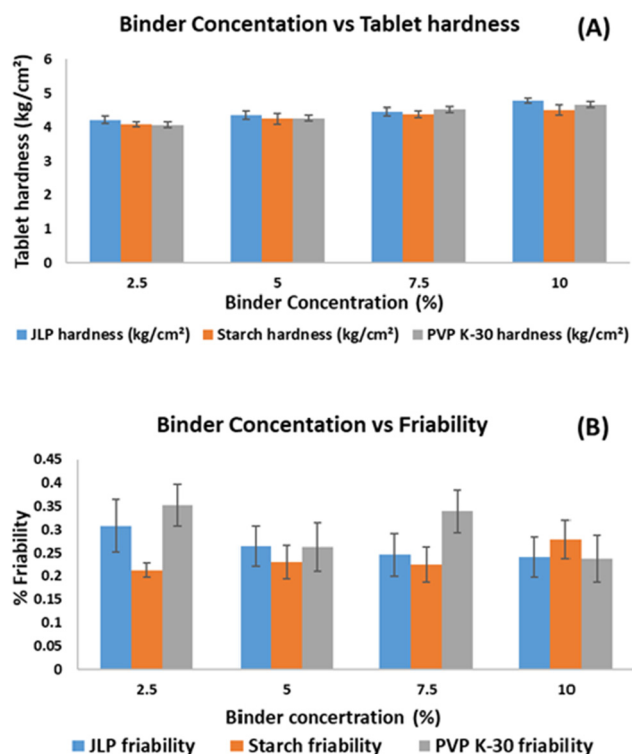 Binder Concentation vs Tablet hardness
(A)
Tablet hardness (kg/cm²)
6
5
4
3
2
1
0
2.5 5 7.5 10
Binder Concentration (%)
JLP hardness (kg/cm²) Starch hardness (kg/cm²) PVP K-30 hardness (kg/cm²)
Binder Concentation vs Friability
(B)
% Friability
0.45
0.4
0.35
0.3
0.25
0.2
0.15
0.1
0.05
0
2.5 5 7.5 10
Binder concertration (%)
JLP friability Starch friability PVP K-30 friability